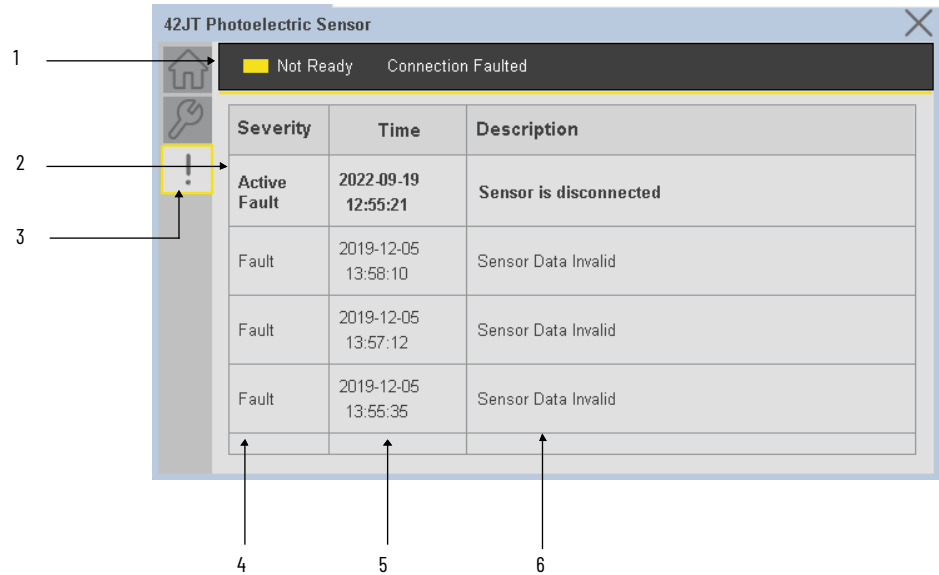 42JT Photoelectric Sensor
1
Not Ready Connection Faulted
Severity Time Description
2
Active
Fault
2022-09-19
12:55:21
Sensor is disconnected
!
3
Fault
2019-12-05
13:58:10
Sensor Data Invalid
Fault
2019-12-05
13:57:12
Sensor Data Invalid
Fault
2019-12-05
13:55:35
Sensor Data Invalid
4 5 6